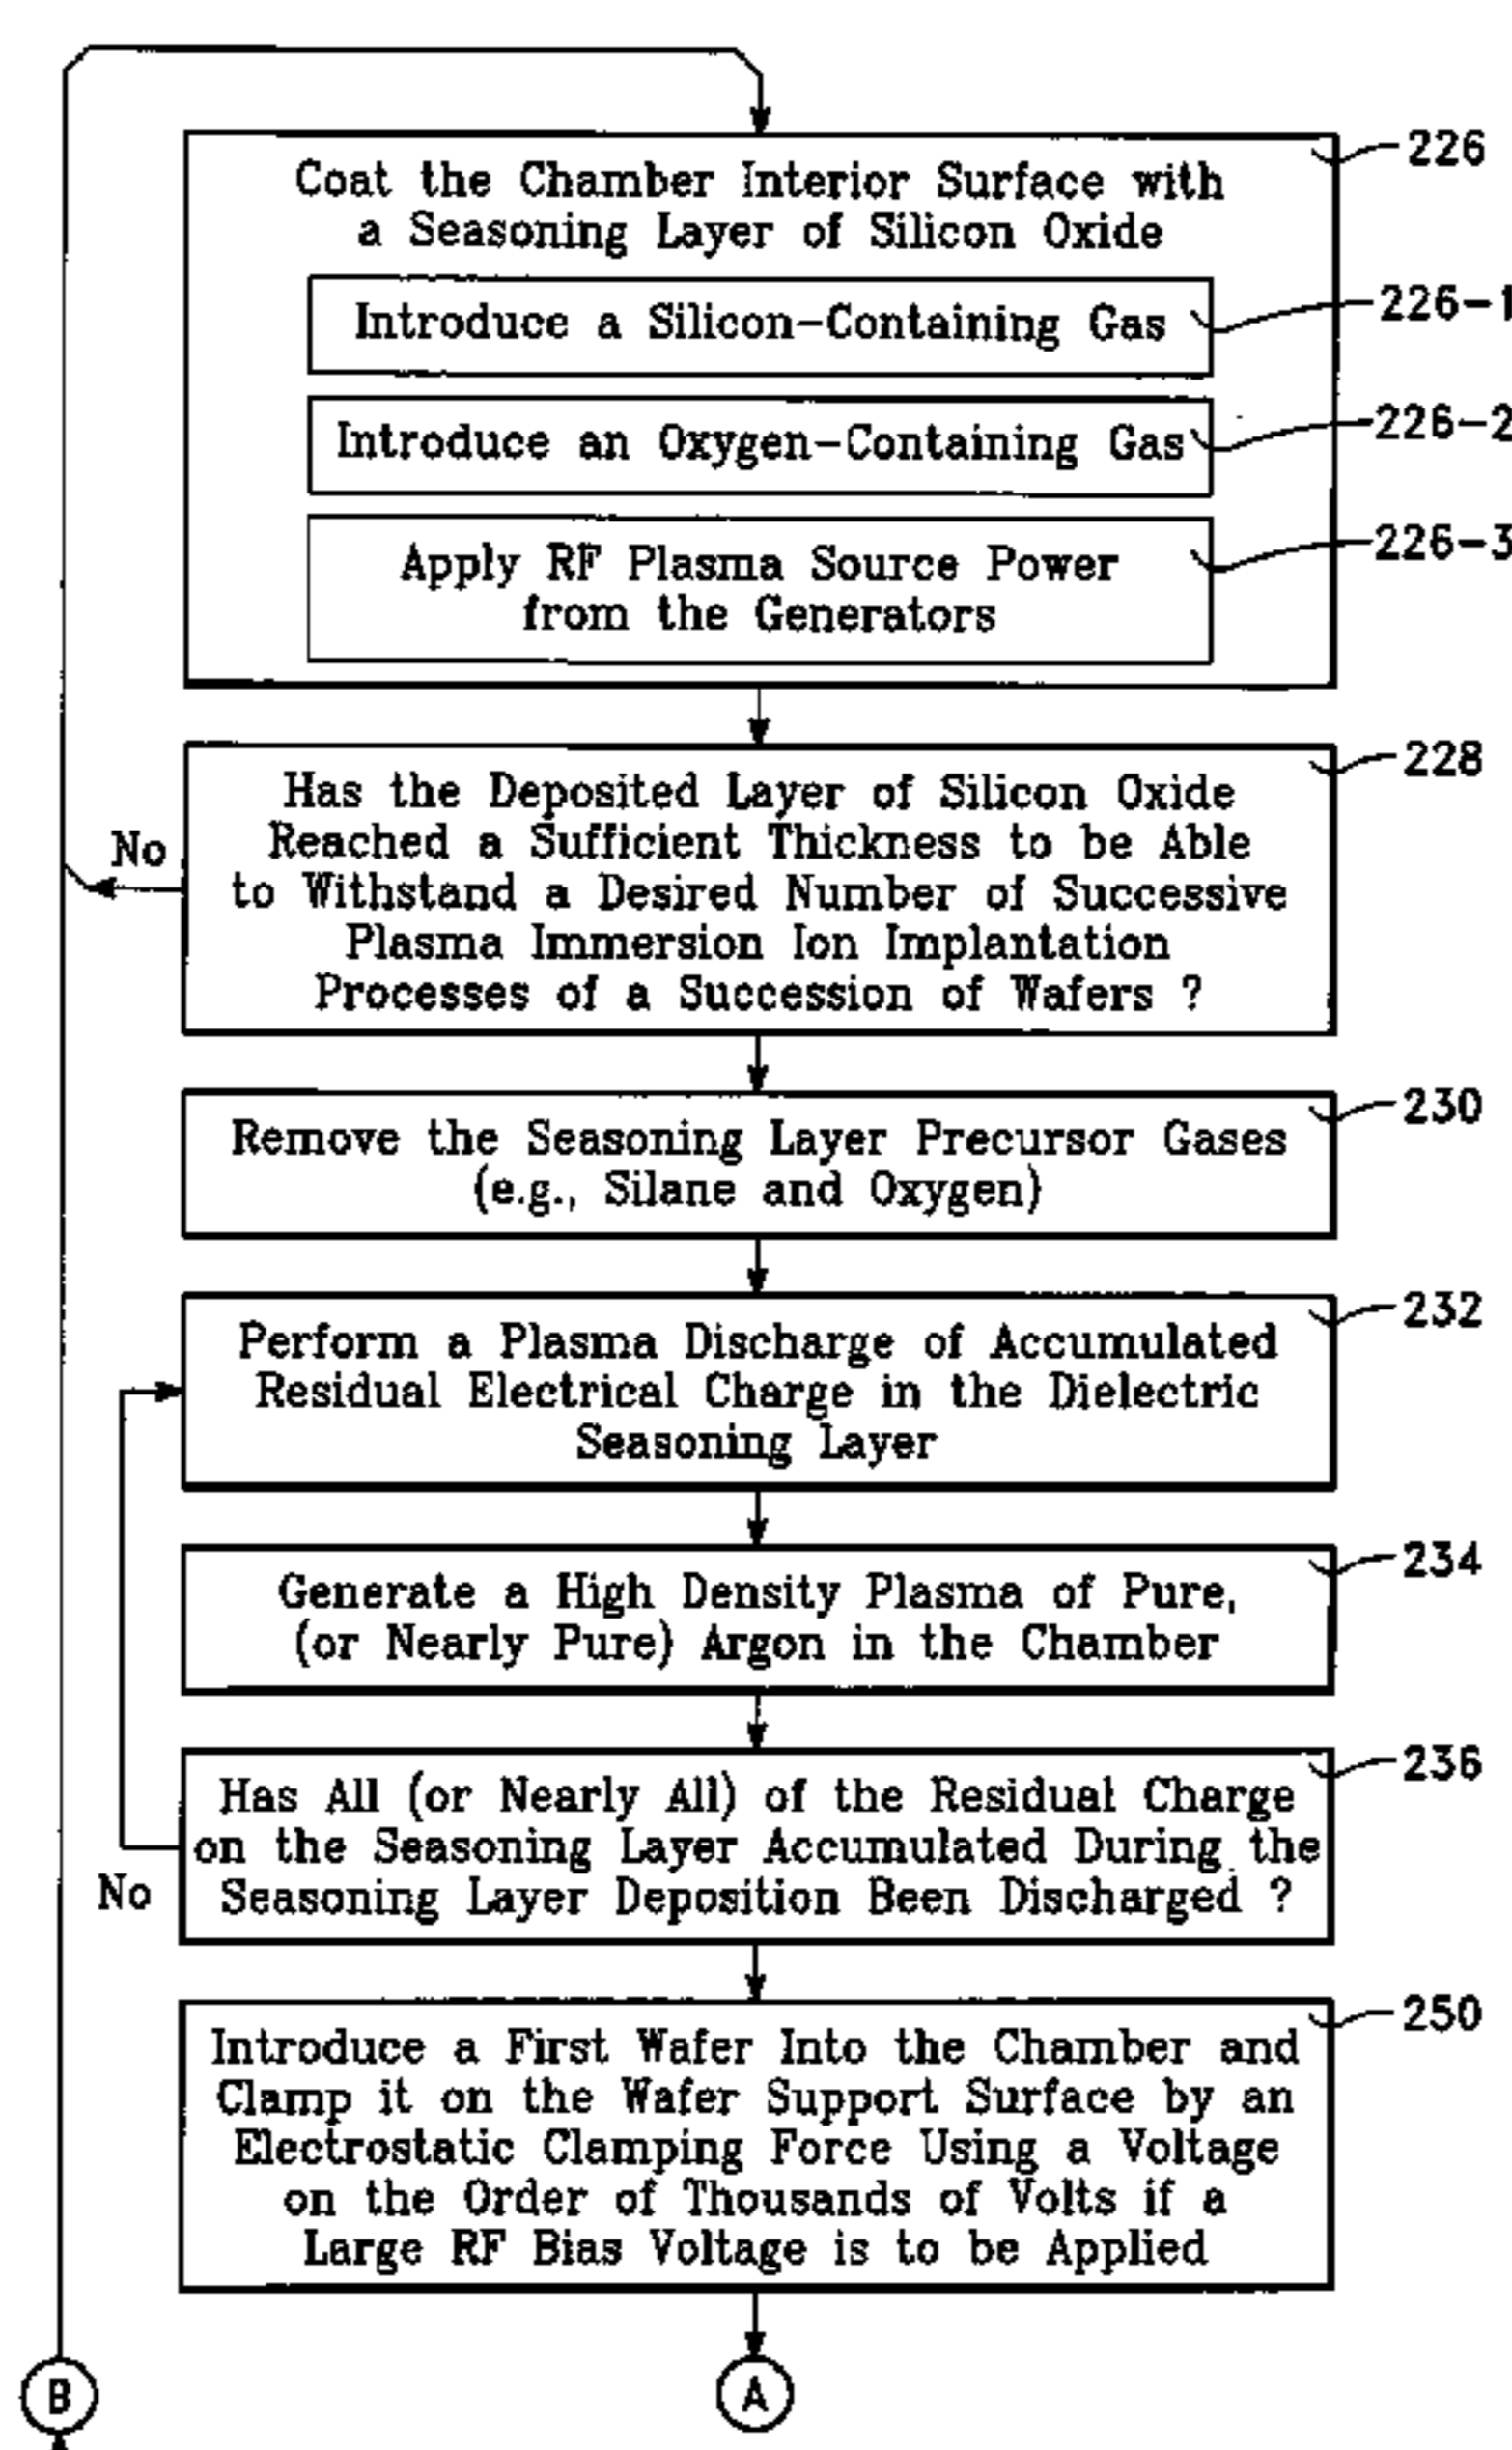 226
Coat the Chamber Interior Surface with
a Seasoning Layer of Silicon Oxide
Introduce a Silicon-Containing Gas
226-1
Introduce an Oxygen-Containing Gas
226-2
Apply RF Plasma Source Power
from the Generators
226-3
228
Has the Deposited Layer of Silicon Oxide
Reached a Sufficient Thickness to be Able
to Withstand a Desired Number of Successive
Plasma Immersion Ion Implantation
Processes of a Succession of Wafers ?
No
230
Remove the Seasoning Layer Precursor Gases
(e.g., Silane and Oxygen)
232
Perform a Plasma Discharge of Accumulated
Residual Electrical Charge in the Dielectric
Seasoning Layer
234
Generate a High Density Plasma of Pure,
(or Nearly Pure) Argon in the Chamber
236
Has All (or Nearly All) of the Residual Charge
on the Seasoning Layer Accumulated During the
Seasoning Layer Deposition Been Discharged ?
No
250
Introduce a First Wafer Into the Chamber and
Clamp it on the Wafer Support Surface by an
Electrostatic Clamping Force Using a Voltage
on the Order of Thousands of Volts if a
Large RF Bias Voltage is to be Applied
B
A